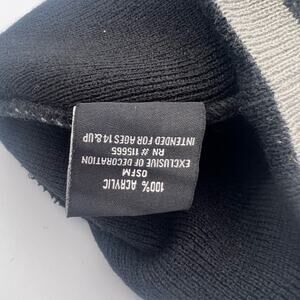 100% ACRYLIC
OSFM
EXCLUSIVE OF DECORATION
RN # 115665
INTENDED FOR AGES 14 & UP